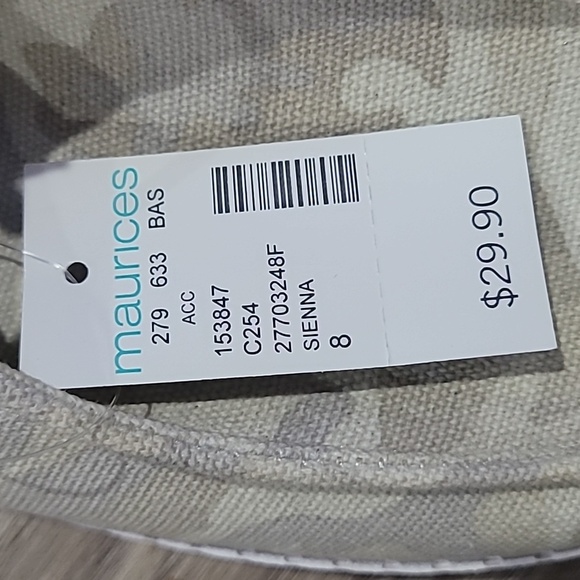 maurices
279 633 BAS
ACC
153847
C254
27703248F
SIENNA
8
$29.90